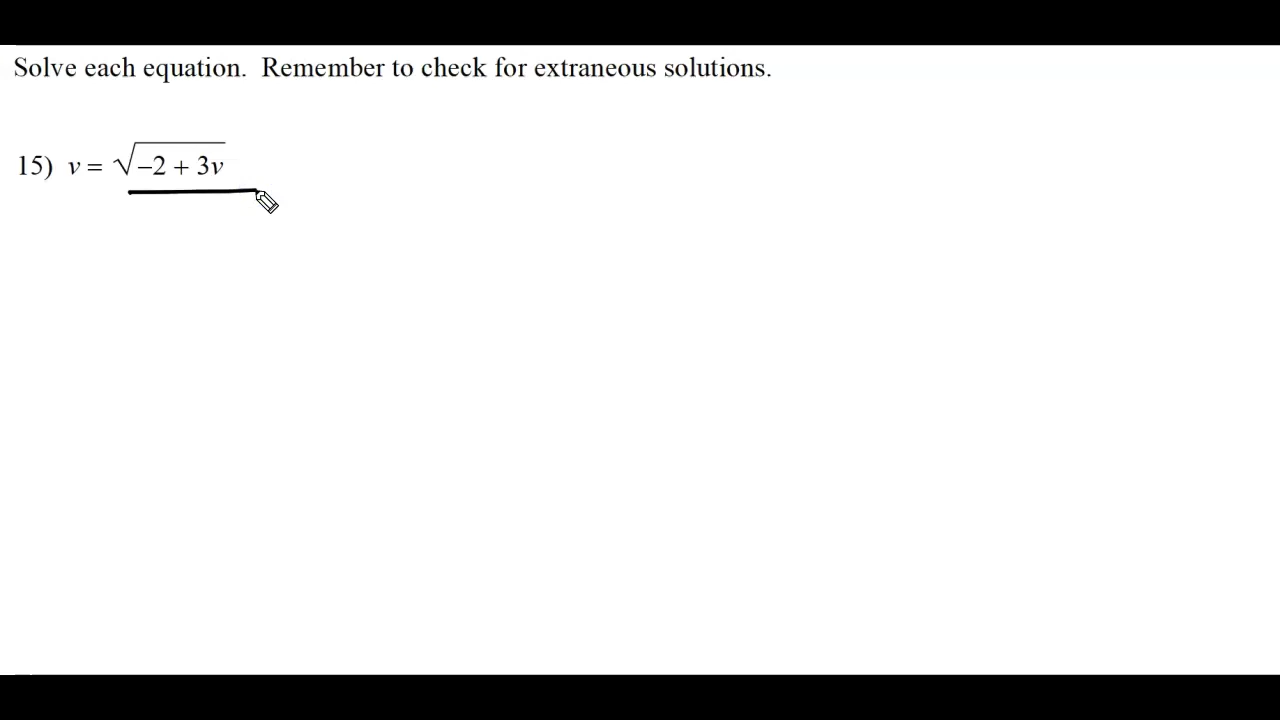 Solve each equation.  Remember to check for extraneous solutions.
15)  v = √−2 + 3v